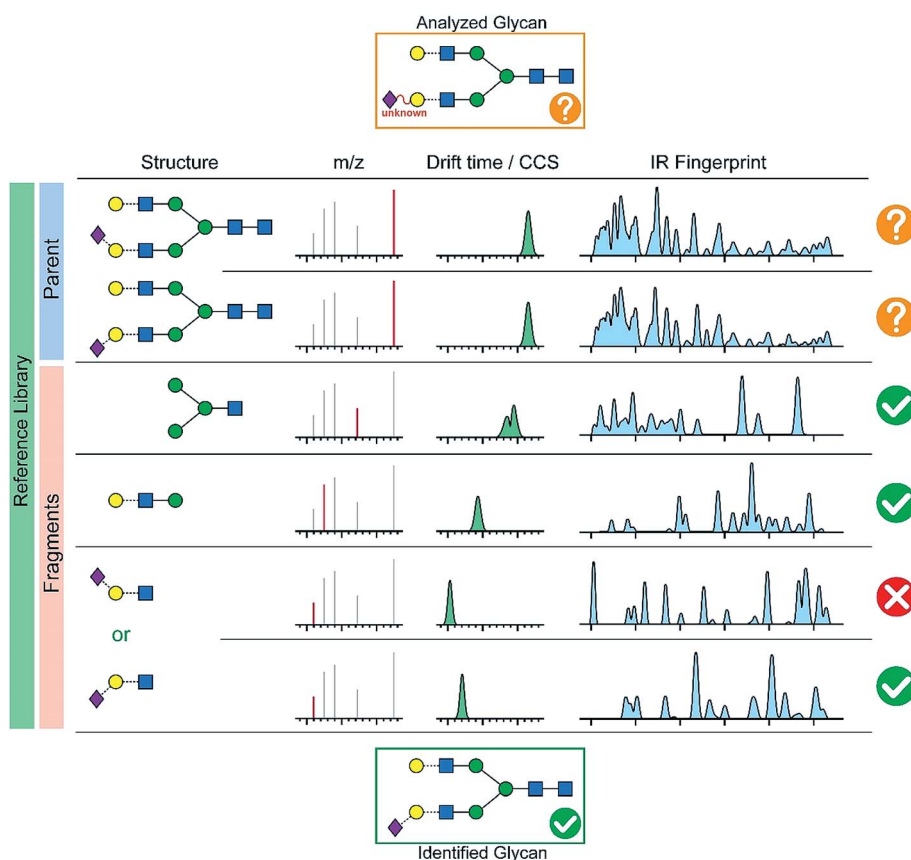 Analyzed Glycan
unknown
?
Structure
m/z
Drift time / CCS
IR Fingerprint
Reference Library
Parent
?
?
Fragments
or
Identified Glycan